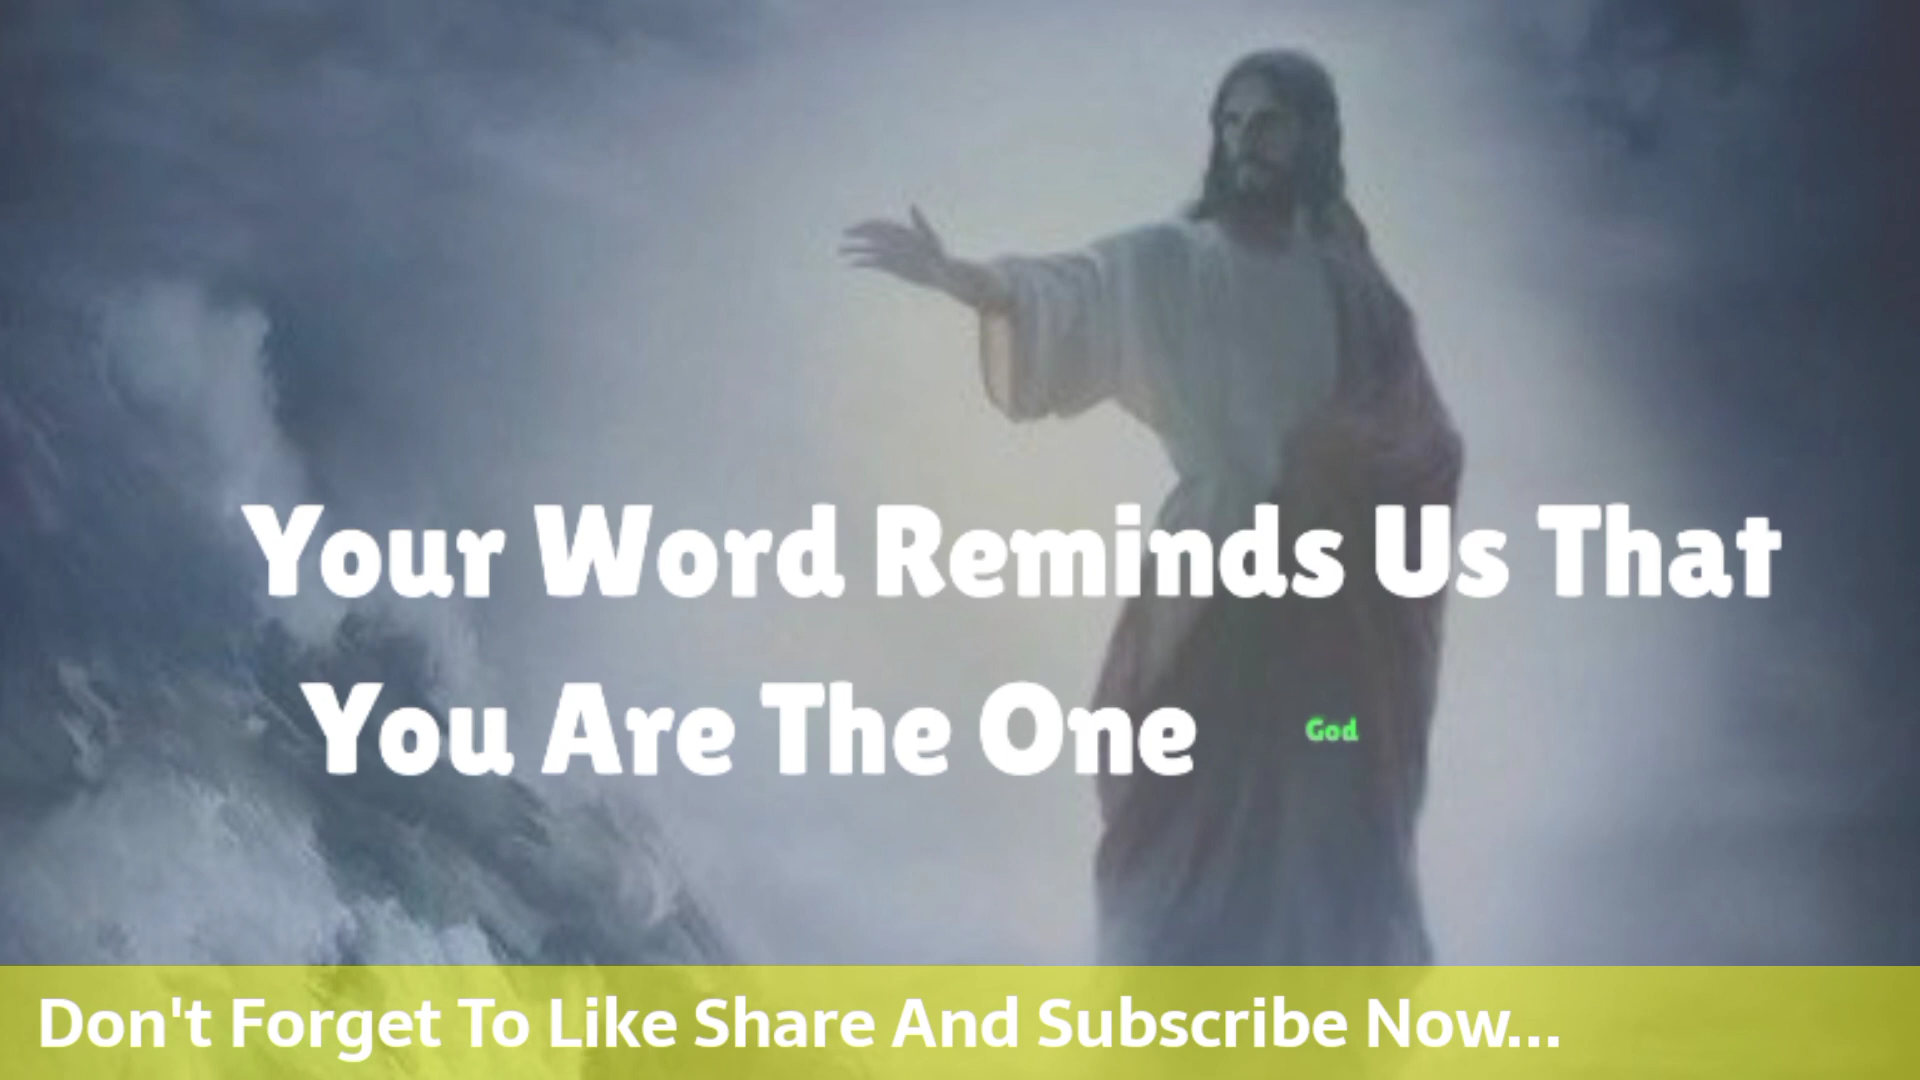 Your Word Reminds Us That
You Are The One God
Don't Forget To Like Share And Subscribe Now...